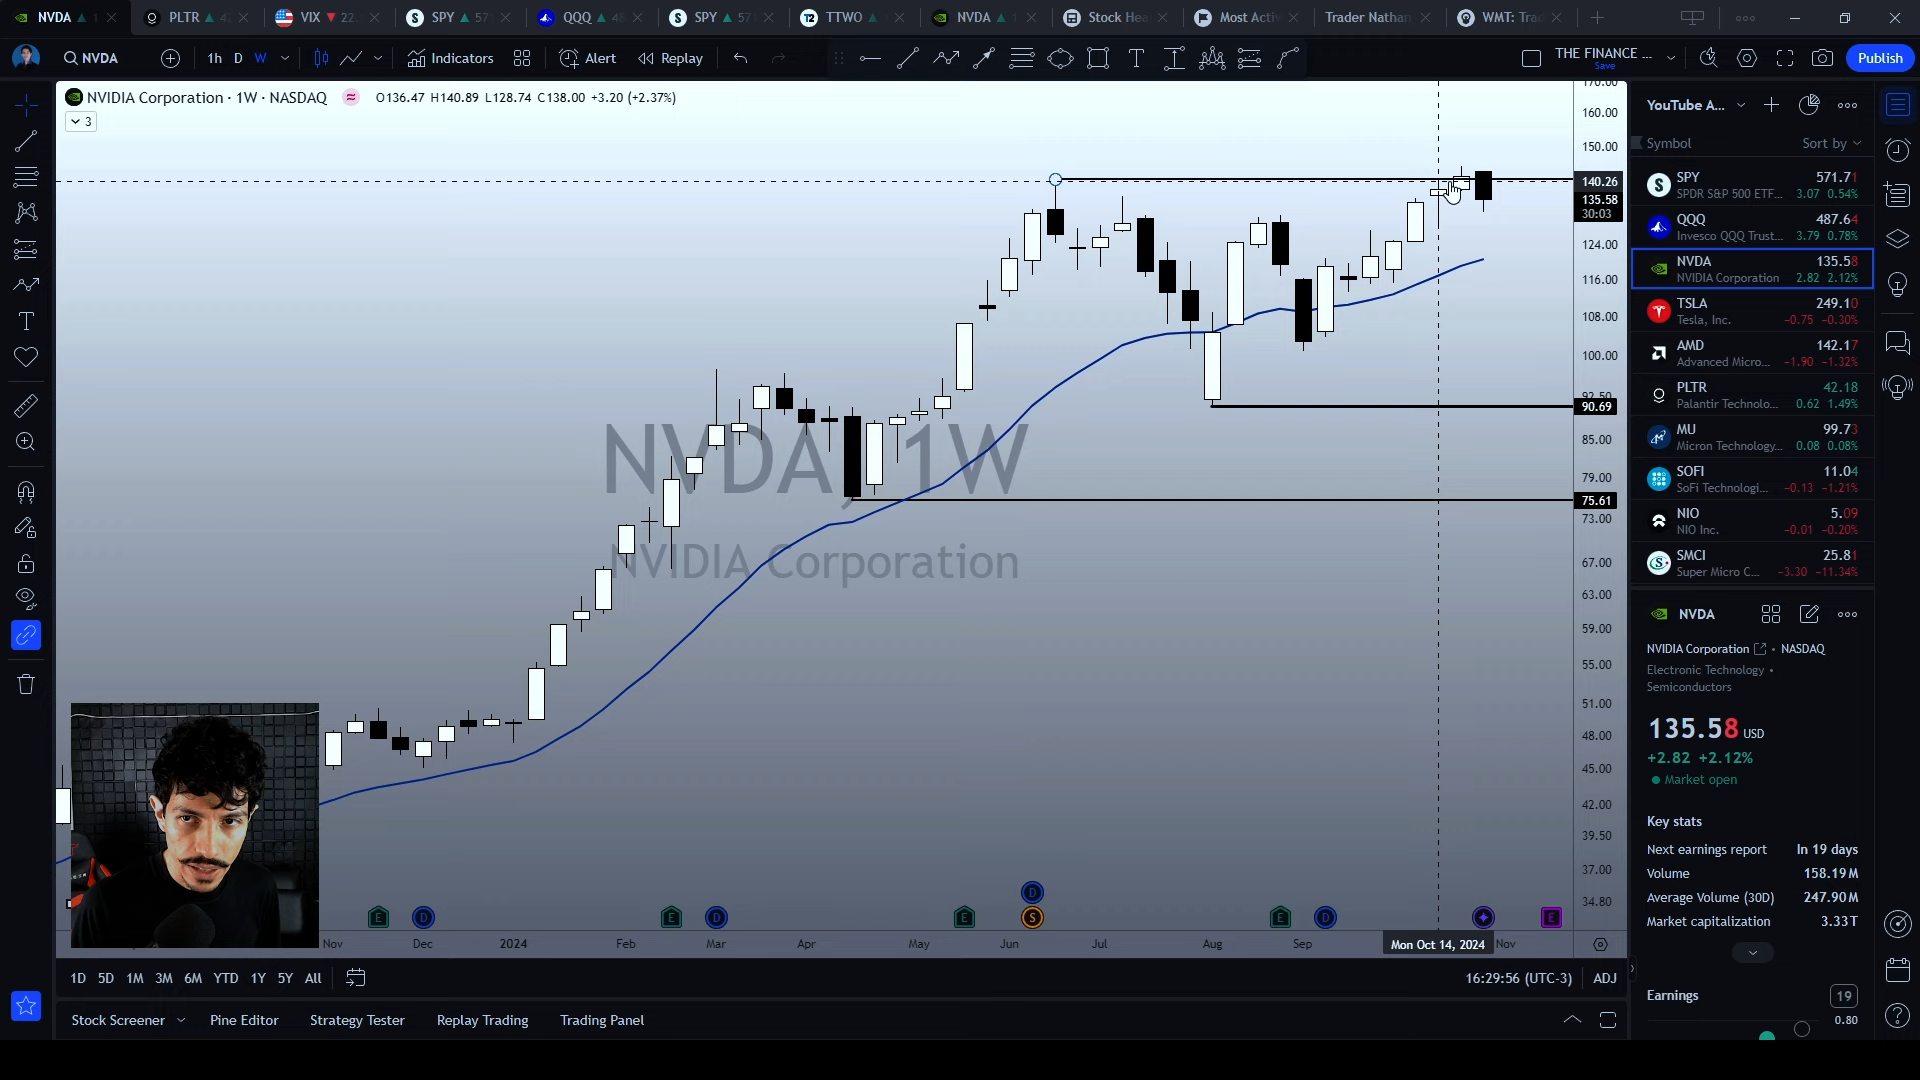 NVDA
PLTR
VIX
22.
SPY
57
QQQ
48
SPY
57
TTWO
NVDA
1
Stock Hea
Most Activ
Trader Nathan
WMT: Trad
NVDA
1h D W
Indicators
Alert
Replay
THE FINANCE ...
Save
Publish
NVIDIA Corporation · 1W · NASDAQ
O136.47 H140.89 L128.74 C138.00 +3.20 (+2.37%)
3
170.00
160.00
150.00
140.26
135.58
30:03
124.00
116.00
108.00
100.00
92.50
90.69
85.00
79.00
75.61
73.00
67.00
63.00
59.00
55.00
51.00
48.00
45.00
42.00
39.50
37.00
34.80
NVDA, 1W
NVIDIA Corporation
E D E D E D S E D E
Nov Dec 2024 Feb Mar Apr May Jun Jul Aug Sep Mon Oct 14, 2024 Nov
1D 5D 1M 3M 6M YTD 1Y 5Y All
16:29:56 (UTC-3) ADJ
Stock Screener
Pine Editor
Strategy Tester
Replay Trading
Trading Panel
YouTube A...
Symbol
Sort by
SPY 571.71
SPDR S&P 500 ETF... 3.07 0.54%
QQQ 487.64
Invesco QQQ Trust... 3.79 0.78%
NVDA 135.58
NVIDIA Corporation 2.82 2.12%
TSLA 249.10
Tesla, Inc. −0.75 −0.30%
AMD 142.17
Advanced Micro... −1.90 −1.32%
PLTR 42.18
Palantir Technolo... 0.62 1.49%
MU 99.73
Micron Technology... 0.08 0.08%
SOFI 11.04
SoFi Technologi... −0.13 −1.21%
NIO 5.09
NIO Inc. −0.01 −0.20%
SMCI 25.81
Super Micro C... −3.30 −11.34%
NVDA
NVIDIA Corporation • NASDAQ
Electronic Technology •
Semiconductors
135.58 USD
+2.82 +2.12%
Market open
Key stats
Next earnings report In 19 days
Volume 158.19M
Average Volume (30D) 247.90M
Market capitalization 3.33T
Earnings 19
0.80